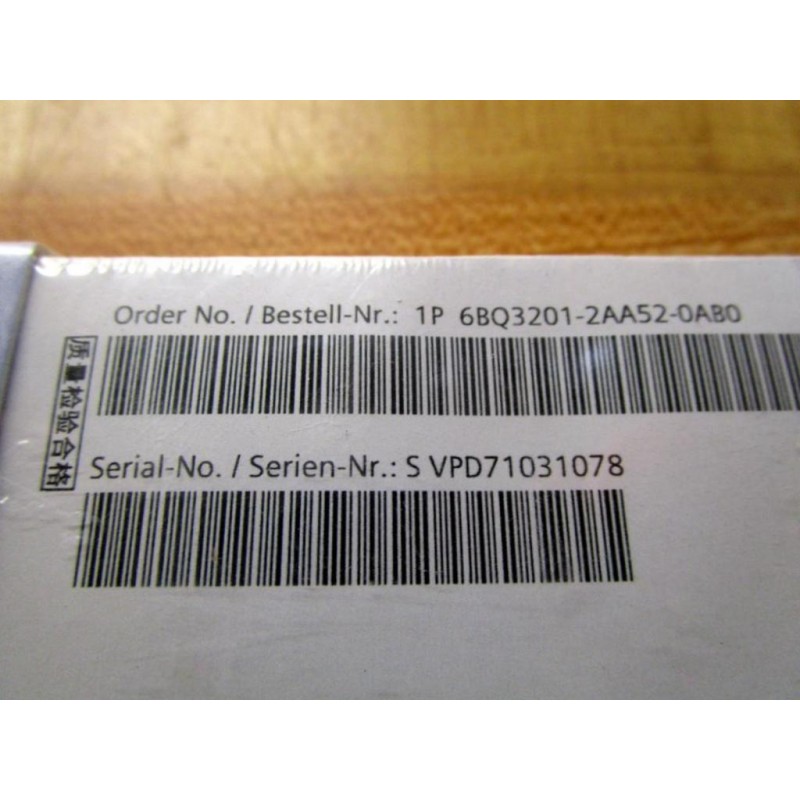 Order No. / Bestell-Nr.: 1P 6BQ3201-2AA52-0AB0
质量检验合格
Serial-No. / Serien-Nr.: S VPD71031078